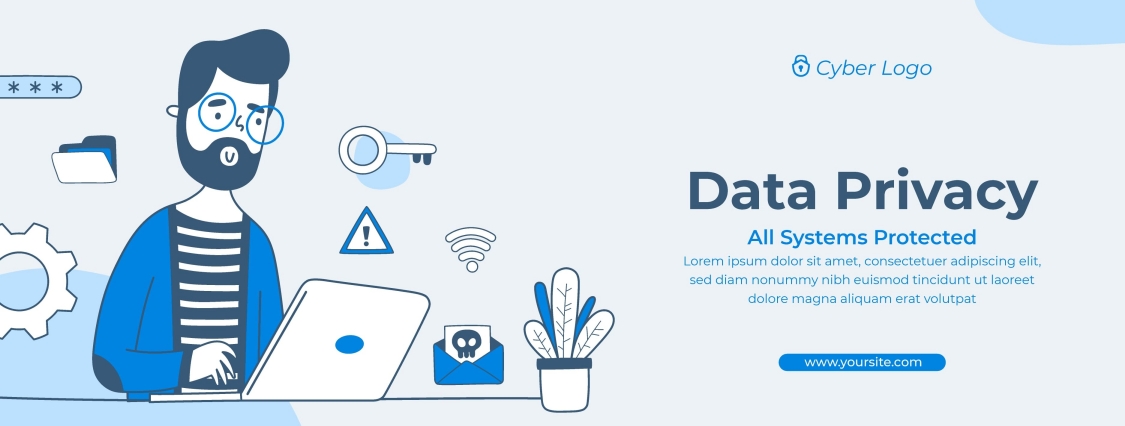 * * *
Cyber Logo
Data Privacy
All Systems Protected
Lorem ipsum dolor sit amet, consectetuer adipiscing elit,
sed diam nonummy nibh euismod tincidunt ut laoreet
dolore magna aliquam erat volutpat
www.yoursite.com